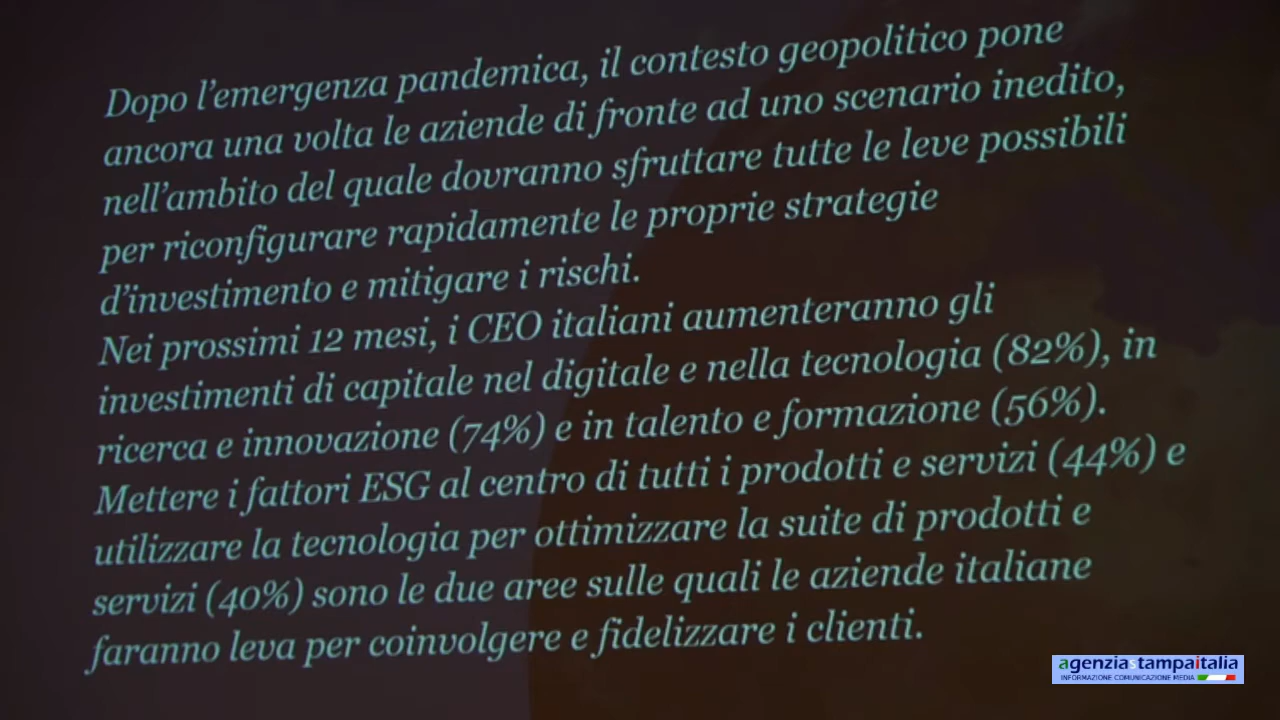 Dopo l'emergenza pandemica, il contesto geopolitico pone
ancora una volta le aziende di fronte ad uno scenario inedito,
nell'ambito del quale dovranno sfruttare tutte le leve possibili
per riconfigurare rapidamente le proprie strategie
d'investimento e mitigare i rischi.
Nei prossimi 12 mesi, i CEO italiani aumenteranno gli
investimenti di capitale nel digitale e nella tecnologia (82%), in
ricerca e innovazione (74%) e in talento e formazione (56%).
Mettere i fattori ESG al centro di tutti i prodotti e servizi (44%) e
utilizzare la tecnologia per ottimizzare la suite di prodotti e
servizi (40%) sono le due aree sulle quali le aziende italiane
faranno leva per coinvolgere e fidelizzare i clienti.
agenziastampaitalia
INFORMAZIONE COMUNICAZIONE MEDIA